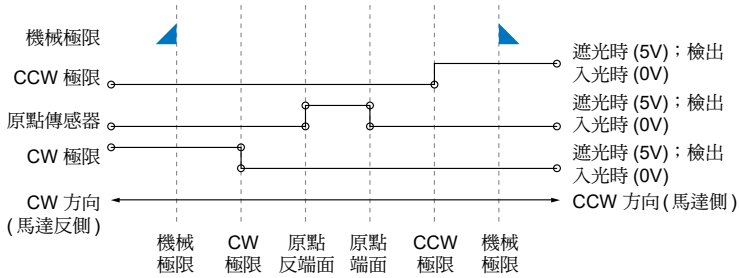 機械極限
CCW 極限
遮光時 (5V)；檢出
入光時 (0V)
原點傳感器
遮光時 (5V)；檢出
入光時 (0V)
CW 極限
遮光時 (5V)；檢出
入光時 (0V)
CW 方向
(馬達反側)
CCW 方向 (馬達側)
機械
極限
CW
極限
原點
反端面
原點
端面
CCW
極限
機械
極限